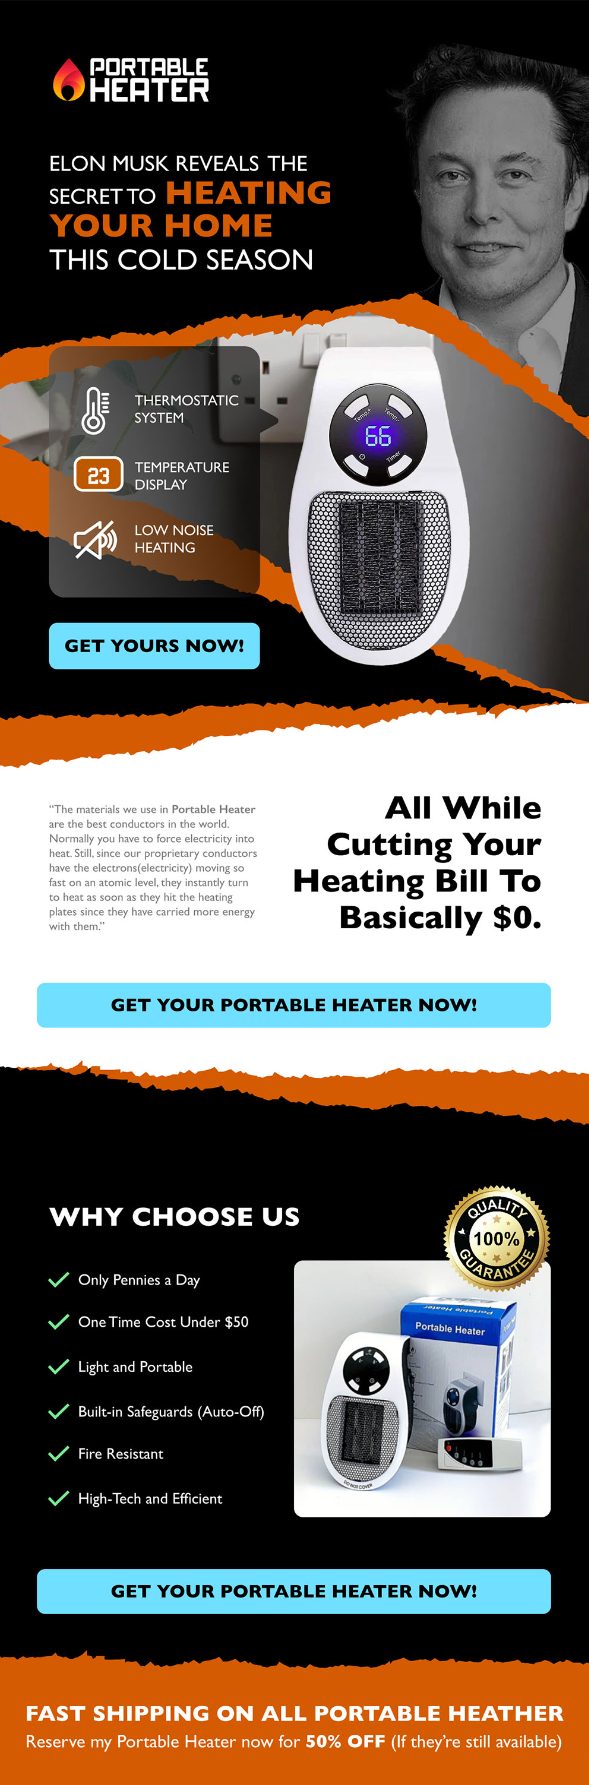 PORTABLE
HEATER
ELON MUSK REVEALS THE
SECRET TO HEATING
YOUR HOME
THIS COLD SEASON
THERMOSTATIC
SYSTEM
23
TEMPERATURE
DISPLAY
LOW NOISE
HEATING
Temp.+ Temp.-
66
Timer
GET YOURS NOW!
“The materials we use in Portable Heater
are the best conductors in the world.
Normally you have to force electricity into
heat. Still, since our proprietary conductors
have the electrons(electricity) moving so
fast on an atomic level, they instantly turn
to heat as soon as they hit the heating
plates since they have carried more energy
with them.”
All While
Cutting Your
Heating Bill To
Basically $0.
GET YOUR PORTABLE HEATER NOW!
WHY CHOOSE US
Only Pennies a Day
One Time Cost Under $50
Light and Portable
Built-in Safeguards (Auto-Off)
Fire Resistant
High-Tech and Efficient
QUALITY
100%
GUARANTEE
Portable Heater
Portable Heater
DO NOT COVER
GET YOUR PORTABLE HEATER NOW!
FAST SHIPPING ON ALL PORTABLE HEATHER
Reserve my Portable Heater now for 50% OFF (If they’re still available)